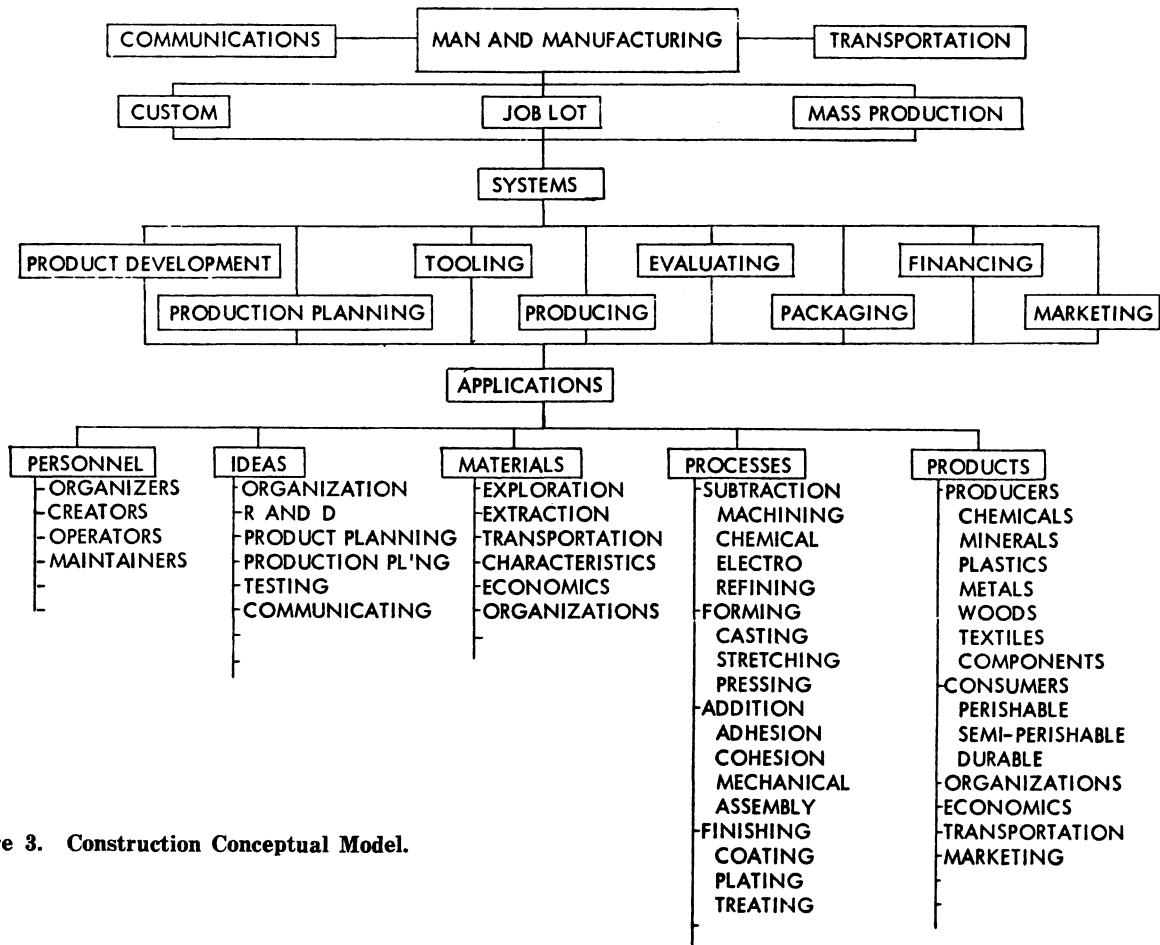 COMMUNICATIONS
MAN AND MANUFACTURING
TRANSPORTATION
CUSTOM
JOB LOT
MASS PRODUCTION
SYSTEMS
PRODUCT DEVELOPMENT
TOOLING
EVALUATING
FINANCING
PRODUCTION PLANNING
PRODUCING
PACKAGING
MARKETING
APPLICATIONS
PERSONNEL
ORGANIZERS
CREATORS
OPERATORS
MAINTAINERS
IDEAS
ORGANIZATION
R AND D
PRODUCT PLANNING
PRODUCTION PL'NG
TESTING
COMMUNICATING
MATERIALS
EXPLORATION
EXTRACTION
TRANSPORTATION
CHARACTERISTICS
ECONOMICS
ORGANIZATIONS
PROCESSES
SUBTRACTION
MACHINING
CHEMICAL
ELECTRO
REFINING
FORMING
CASTING
STRETCHING
PRESSING
ADDITION
ADHESION
COHESION
MECHANICAL
ASSEMBLY
FINISHING
COATING
PLATING
TREATING
PRODUCTS
PRODUCERS
CHEMICALS
MINERALS
PLASTICS
METALS
WOODS
TEXTILES
COMPONENTS
CONSUMERS
PERISHABLE
SEMI-PERISHABLE
DURABLE
ORGANIZATIONS
ECONOMICS
TRANSPORTATION
MARKETING
re 3. Construction Conceptual Model.